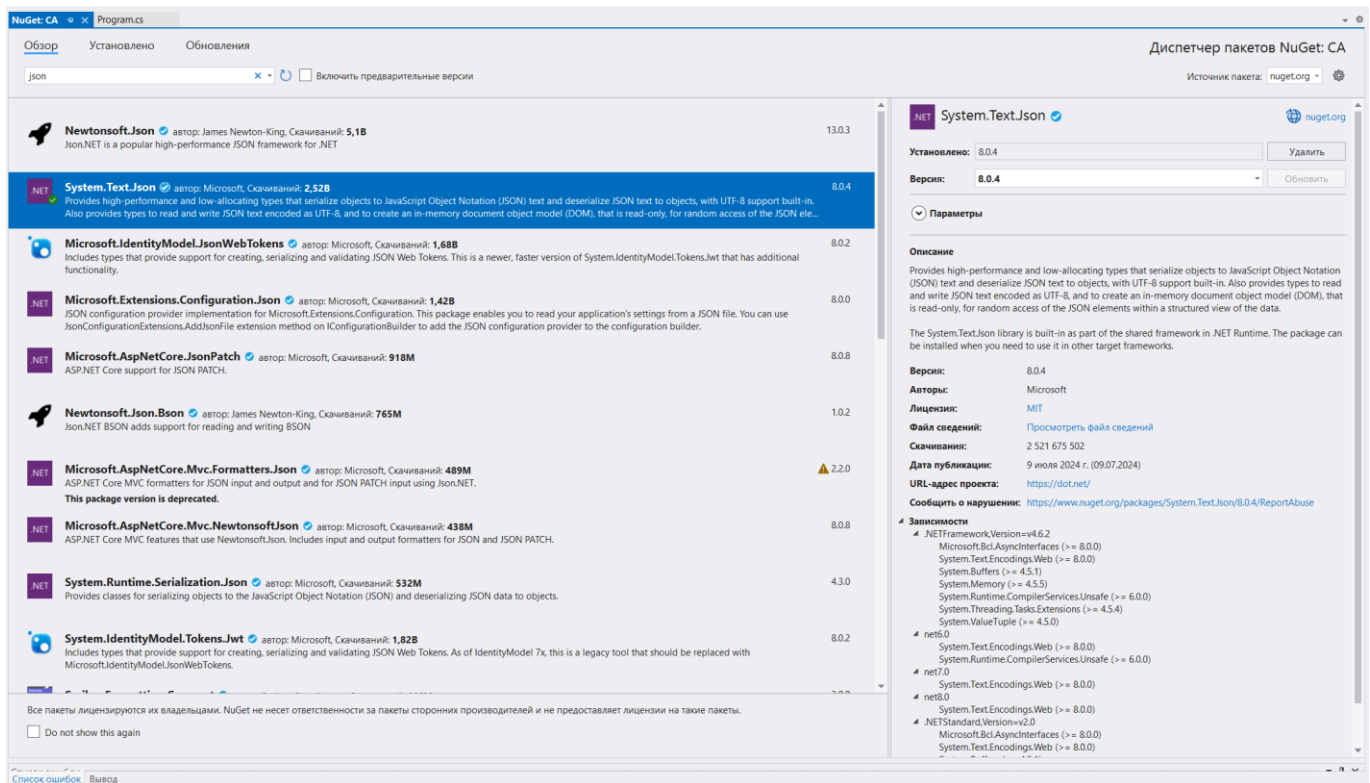 NuGet: CA
Program.cs
Обзор
Установлено
Обновления
Диспетчер пакетов NuGet: CA
json
Включить предварительные версии
Источник пакета: nuget.org
Newtonsoft.Json автор: James Newton-King, Скачиваний: 5,1B
13.0.3
Json.NET is a popular high-performance JSON framework for .NET
.NET
System.Text.Json автор: Microsoft, Скачиваний: 2,52B
8.0.4
Provides high-performance and low-allocating types that serialize objects to JavaScript Object Notation (JSON) text and deserialize JSON text to objects, with UTF-8 support built-in.
Also provides types to read and write JSON text encoded as UTF-8, and to create an in-memory document object model (DOM), that is read-only, for random access of the JSON ele...
Microsoft.IdentityModel.JsonWebTokens автор: Microsoft, Скачиваний: 1,68B
8.0.2
Includes types that provide support for creating, serializing and validating JSON Web Tokens. This is a newer, faster version of System.IdentityModel.Tokens.Jwt that has additional
functionality.
.NET
Microsoft.Extensions.Configuration.Json автор: Microsoft, Скачиваний: 1,42B
8.0.0
JSON configuration provider implementation for Microsoft.Extensions.Configuration. This package enables you to read your application's settings from a JSON file. You can use
JsonConfigurationExtensions.AddJsonFile extension method on IConfigurationBuilder to add the JSON configuration provider to the configuration builder.
.NET
Microsoft.AspNetCore.JsonPatch автор: Microsoft, Скачиваний: 918M
8.0.8
ASP.NET Core support for JSON PATCH.
Newtonsoft.Json.Bson автор: James Newton-King, Скачиваний: 765M
1.0.2
Json.NET BSON adds support for reading and writing BSON
.NET
Microsoft.AspNetCore.Mvc.Formatters.Json автор: Microsoft, Скачиваний: 489M
2.2.0
ASP.NET Core MVC formatters for JSON input and output and for JSON PATCH input using Json.NET.
This package version is deprecated.
.NET
Microsoft.AspNetCore.Mvc.NewtonsoftJson автор: Microsoft, Скачиваний: 438M
8.0.8
ASP.NET Core MVC features that use Newtonsoft.Json. Includes input and output formatters for JSON and JSON PATCH.
.NET
System.Runtime.Serialization.Json автор: Microsoft, Скачиваний: 532M
4.3.0
Provides classes for serializing objects to the JavaScript Object Notation (JSON) and deserializing JSON data to objects.
System.IdentityModel.Tokens.Jwt автор: Microsoft, Скачиваний: 1,82B
8.0.2
Includes types that provide support for creating, serializing and validating JSON Web Tokens. As of IdentityModel 7x, this is a legacy tool that should be replaced with
Microsoft.IdentityModel.JsonWebTokens.
Все пакеты лицензируются их владельцами. NuGet не несет ответственности за пакеты сторонних производителей и не предоставляет лицензии на такие пакеты.
Do not show this again
.NET
System.Text.Json
nuget.org
Установлено: 8.0.4
Удалить
Версия: 8.0.4
Обновить
Параметры
Описание
Provides high-performance and low-allocating types that serialize objects to JavaScript Object Notation
(JSON) text and deserialize JSON text to objects, with UTF-8 support built-in. Also provides types to read
and write JSON text encoded as UTF-8, and to create an in-memory document object model (DOM), that
is read-only, for random access of the JSON elements within a structured view of the data.
The System.Text.Json library is built-in as part of the shared framework in .NET Runtime. The package can
be installed when you need to use it in other target frameworks.
Версия: 8.0.4
Авторы: Microsoft
Лицензия: MIT
Файл сведений: Просмотреть файл сведений
Скачивания: 2 521 675 502
Дата публикации: 9 июля 2024 г. (09.07.2024)
URL-адрес проекта: https://dot.net/
Сообщить о нарушении: https://www.nuget.org/packages/System.Text.Json/8.0.4/ReportAbuse
Зависимости
.NETFramework,Version=v4.6.2
Microsoft.Bcl.AsyncInterfaces (>= 8.0.0)
System.Text.Encodings.Web (>= 8.0.0)
System.Buffers (>= 4.5.1)
System.Memory (>= 4.5.5)
System.Runtime.CompilerServices.Unsafe (>= 6.0.0)
System.Threading.Tasks.Extensions (>= 4.5.4)
System.ValueTuple (>= 4.5.0)
net6.0
System.Text.Encodings.Web (>= 8.0.0)
System.Runtime.CompilerServices.Unsafe (>= 6.0.0)
net7.0
System.Text.Encodings.Web (>= 8.0.0)
net8.0
System.Text.Encodings.Web (>= 8.0.0)
.NETStandard,Version=v2.0
Microsoft.Bcl.AsyncInterfaces (>= 8.0.0)
System.Text.Encodings.Web (>= 8.0.0)
Список ошибок
Вывод